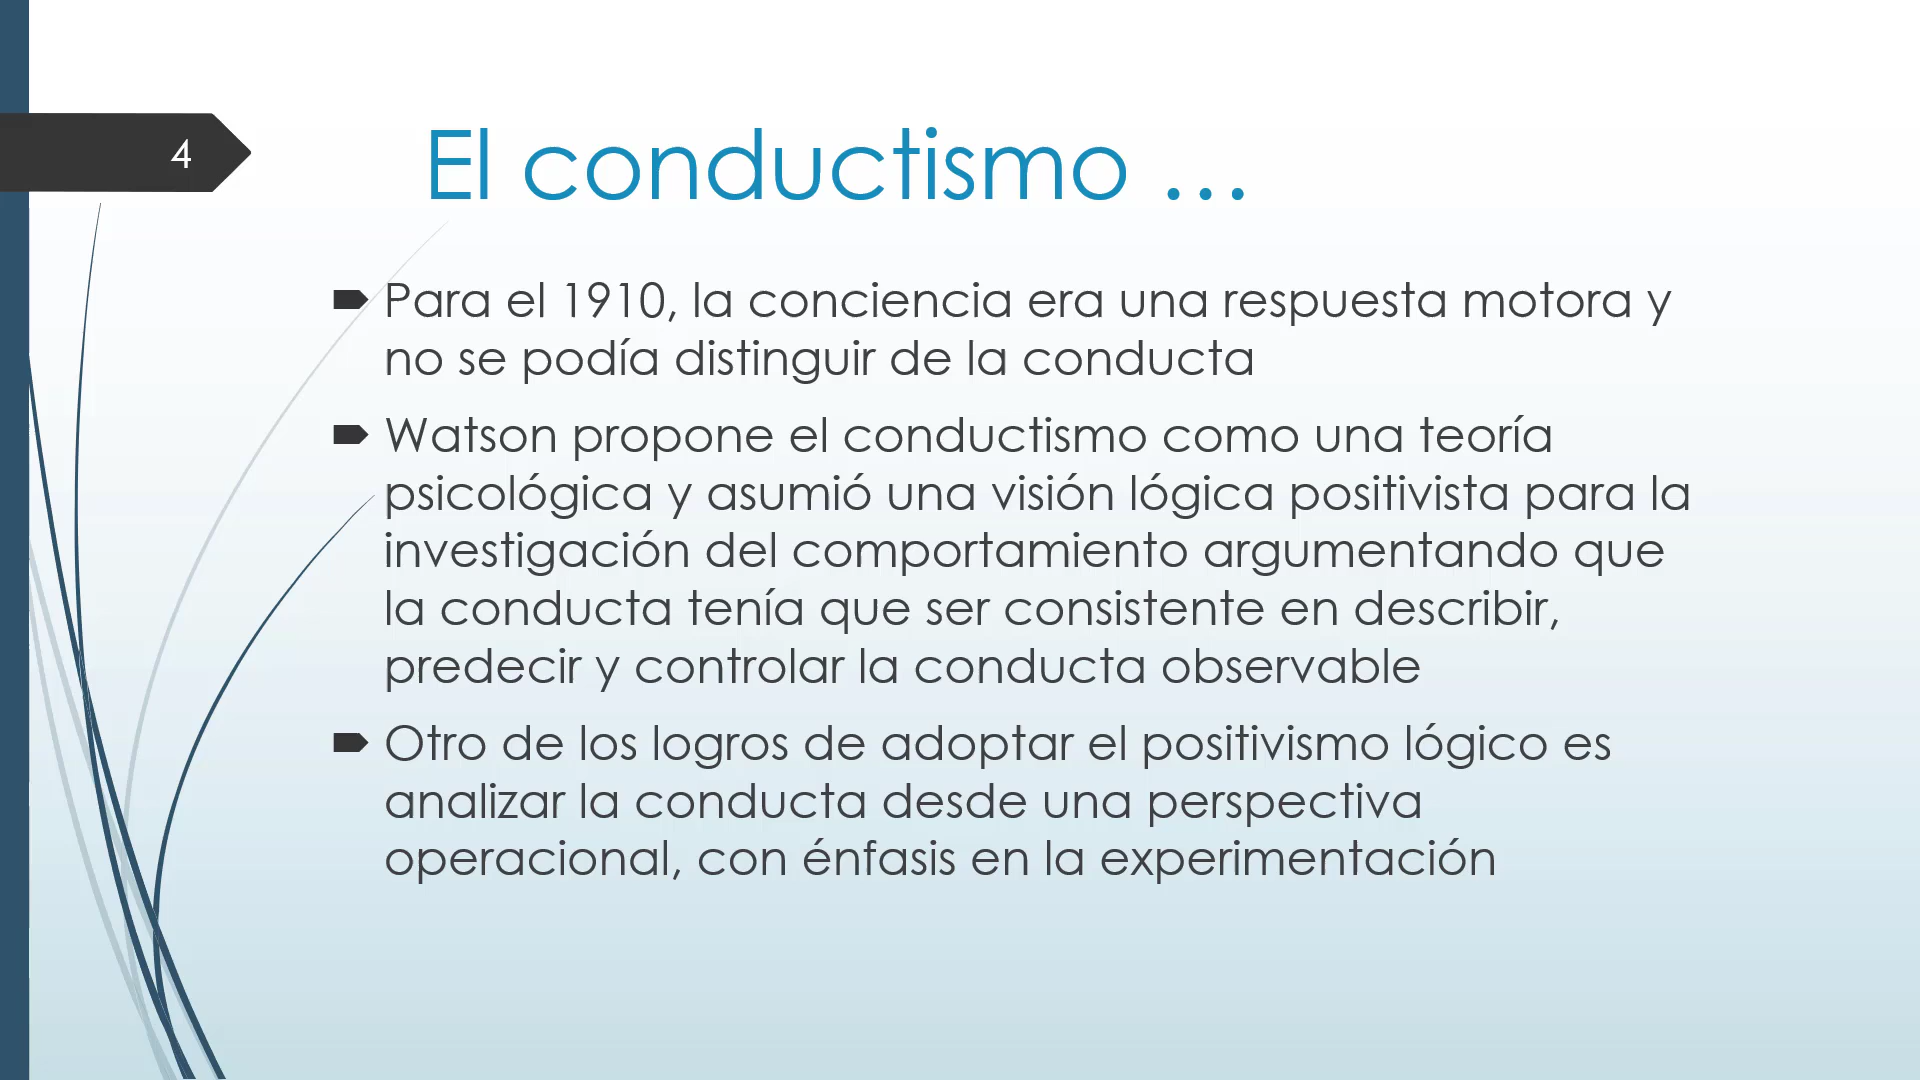 4
El conductismo …
Para el 1910, la conciencia era una respuesta motora y
no se podía distinguir de la conducta
Watson propone el conductismo como una teoría
psicológica y asumió una visión lógica positivista para la
investigación del comportamiento argumentando que
la conducta tenía que ser consistente en describir,
predecir y controlar la conducta observable
Otro de los logros de adoptar el positivismo lógico es
analizar la conducta desde una perspectiva
operacional, con énfasis en la experimentación